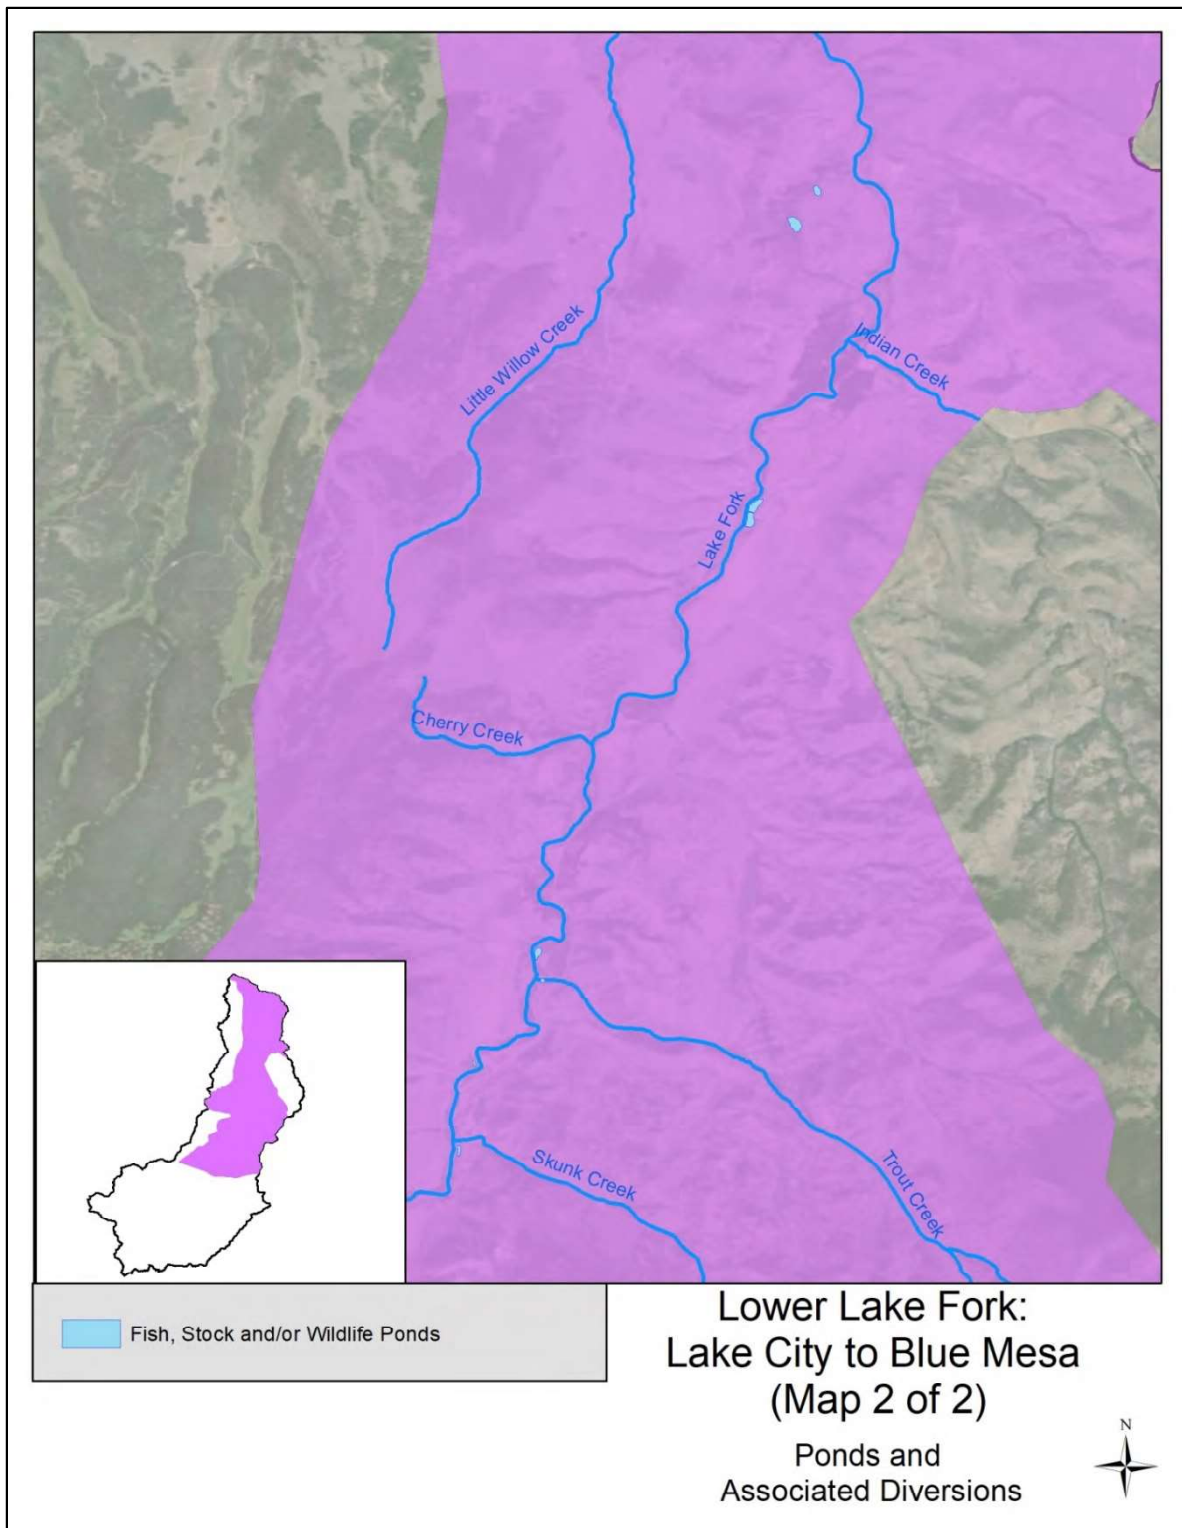 Little Willow Creek
Indian Creek
Lake Fork
Cherry Creek
Skunk Creek
Trout Creek
Fish, Stock and/or Wildlife Ponds
Lower Lake Fork:
Lake City to Blue Mesa
(Map 2 of 2)
Ponds and
Associated Diversions
N